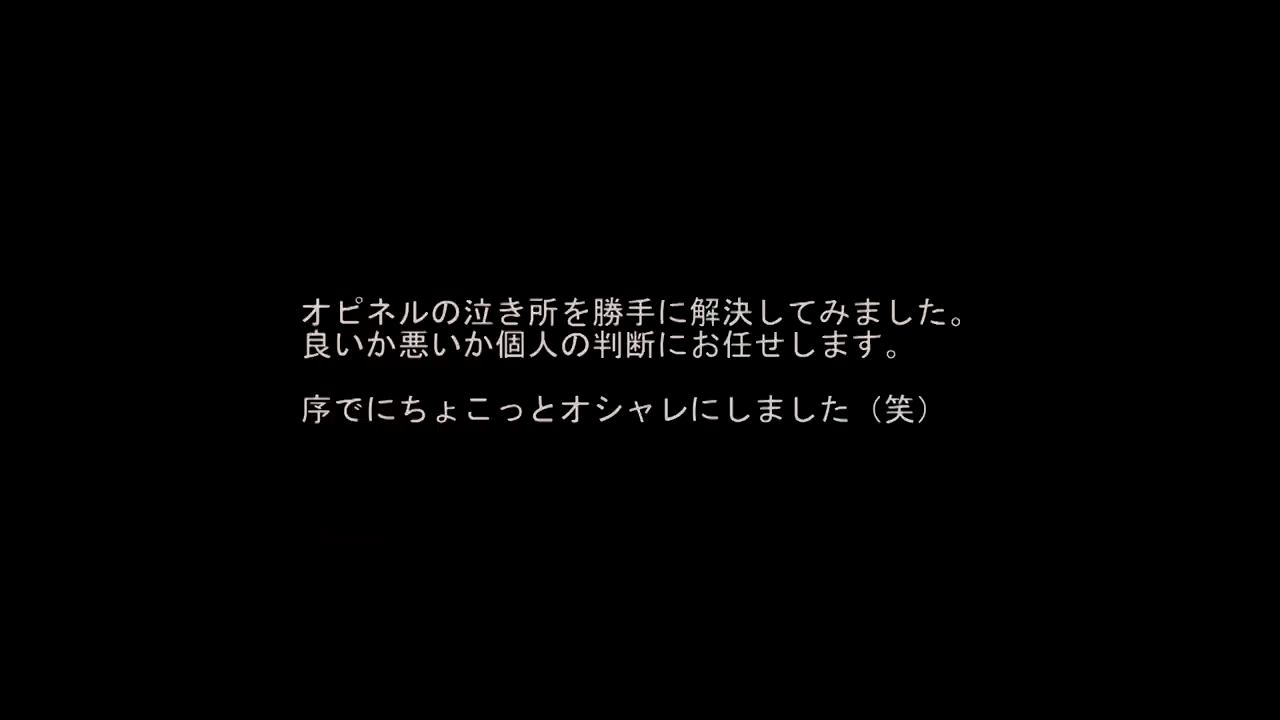 オピネルの泣き所を勝手に解決してみました。
良いか悪いか個人の判断にお任せします。
序でにちょこっとオシャレにしました（笑）